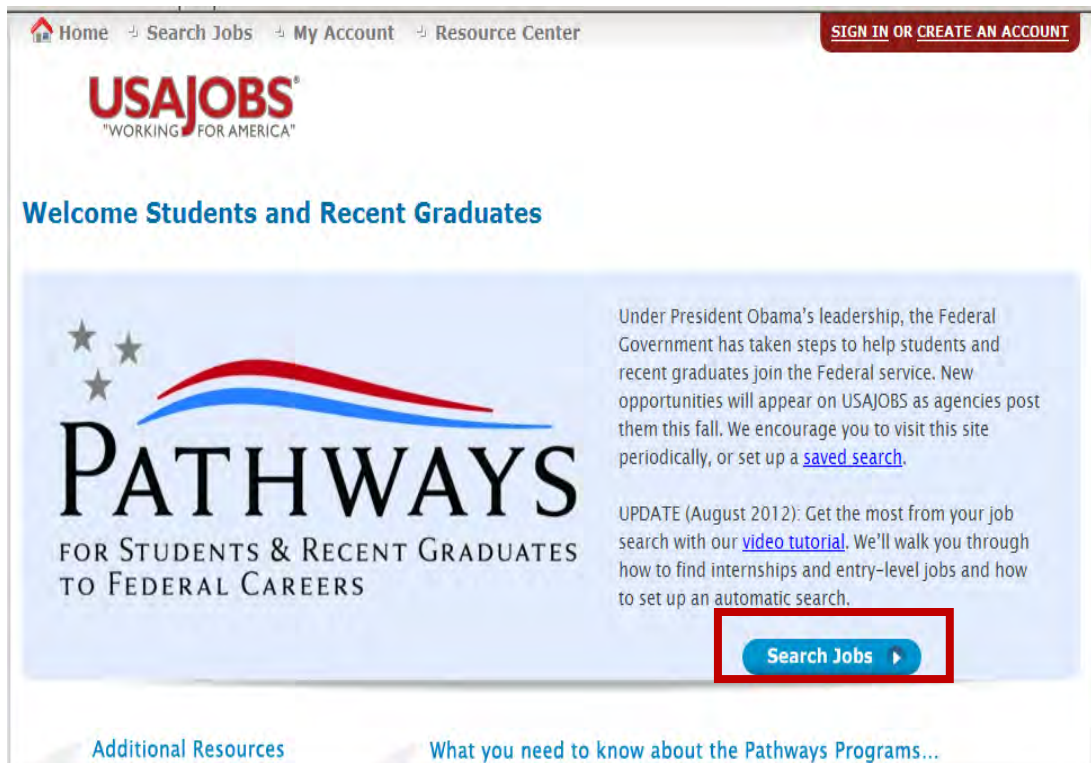 Home Search Jobs My Account Resource Center
SIGN IN OR CREATE AN ACCOUNT
USAJOBS®
"WORKING FOR AMERICA"
Welcome Students and Recent Graduates
PATHWAYS
FOR STUDENTS & RECENT GRADUATES
TO FEDERAL CAREERS
Under President Obama's leadership, the Federal
Government has taken steps to help students and
recent graduates join the Federal service. New
opportunities will appear on USAJOBS as agencies post
them this fall. We encourage you to visit this site
periodically, or set up a saved search.
UPDATE (August 2012): Get the most from your job
search with our video tutorial. We'll walk you through
how to find internships and entry-level jobs and how
to set up an automatic search.
Search Jobs
Additional Resources
What you need to know about the Pathways Programs...